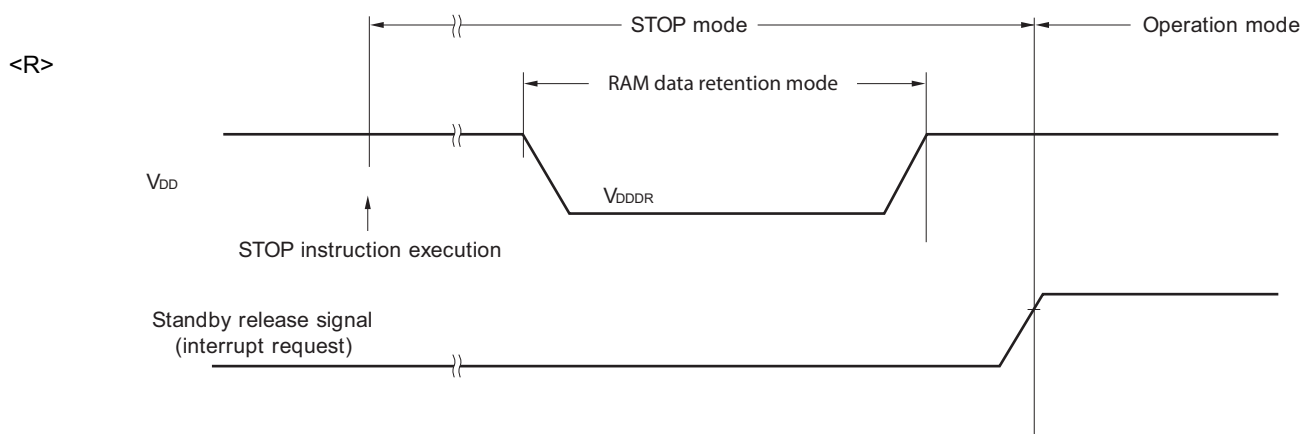 STOP mode
Operation mode
<R>
RAM data retention mode
VDD
VDDDR
STOP instruction execution
Standby release signal
(interrupt request)